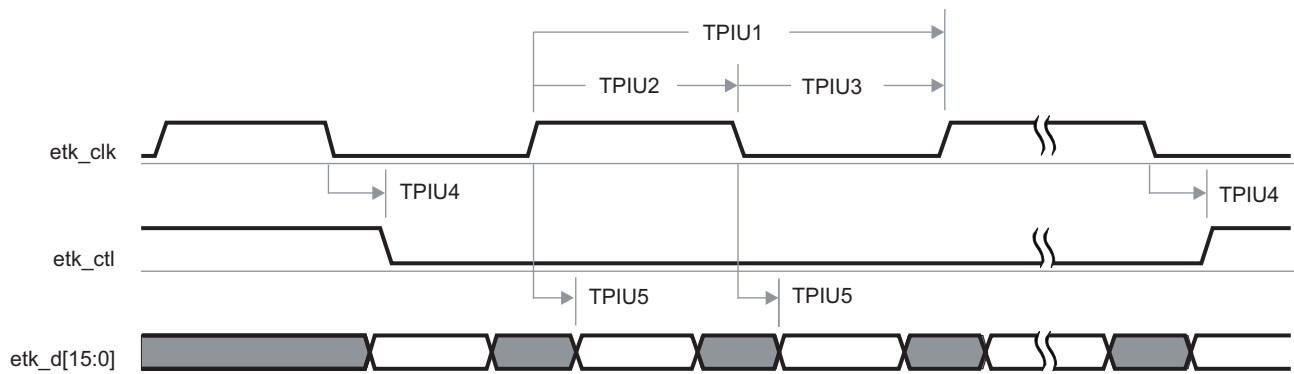 TPIU1
TPIU2
TPIU3
etk_clk
TPIU4
TPIU4
etk_ctl
TPIU5
TPIU5
etk_d[15:0]